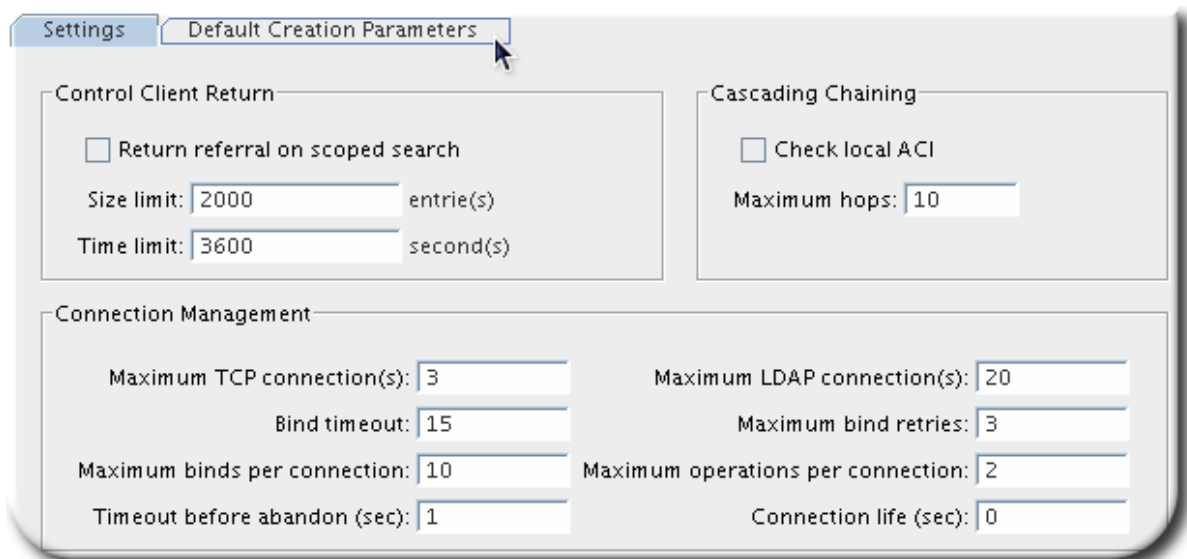 Settings
Default Creation Parameters
Control Client Return
Return referral on scoped search
Size limit: 2000 entrie(s)
Time limit: 3600 second(s)
Cascading Chaining
Check local ACI
Maximum hops: 10
Connection Management
Maximum TCP connection(s): 3
Maximum LDAP connection(s): 20
Bind timeout: 15
Maximum bind retries: 3
Maximum binds per connection: 10
Maximum operations per connection: 2
Timeout before abandon (sec): 1
Connection life (sec): 0